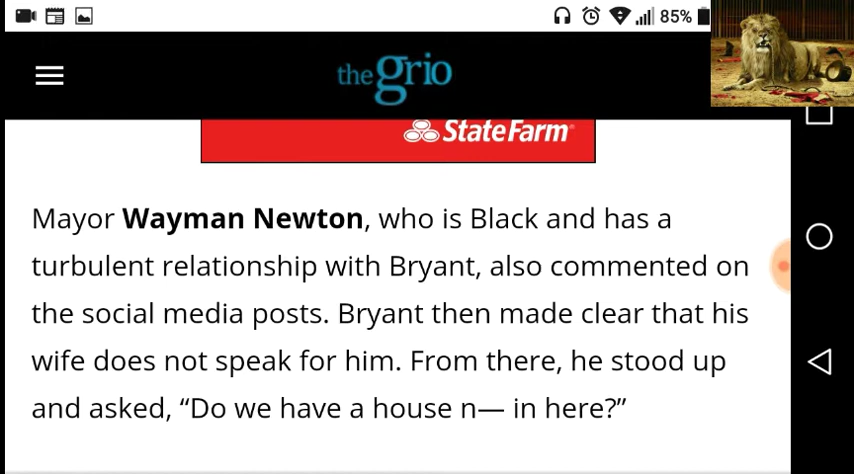 85%
thegrio
StateFarm
Mayor Wayman Newton, who is Black and has a
turbulent relationship with Bryant, also commented on
the social media posts. Bryant then made clear that his
wife does not speak for him. From there, he stood up
and asked, “Do we have a house n— in here?”